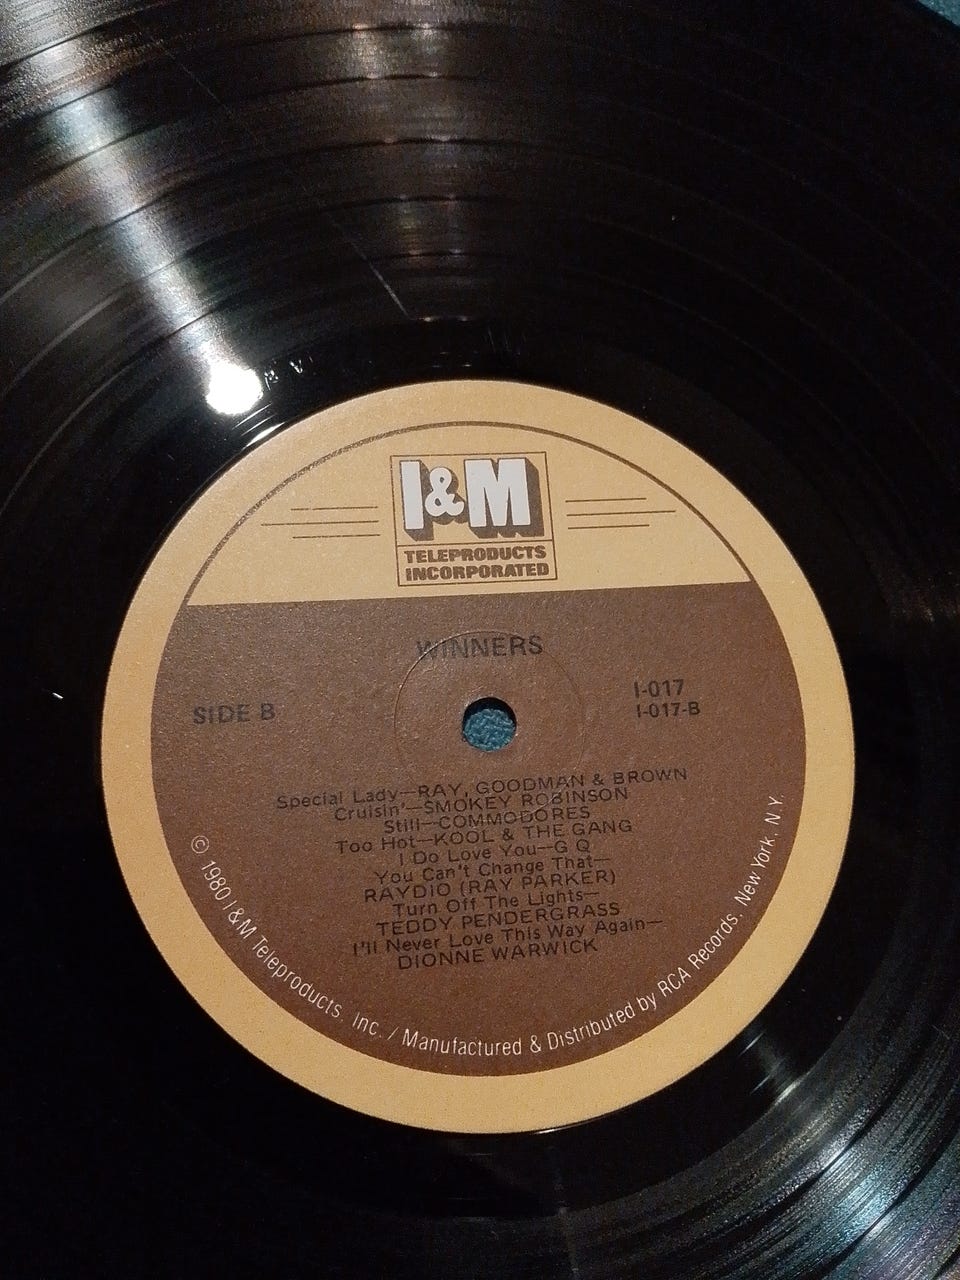 I&M
TELEPRODUCTS
INCORPORATED
WINNERS
SIDE B
I-017
I-017-B
Special Lady—RAY, GOODMAN & BROWN
Cruisin'—SMOKEY ROBINSON
Still—COMMODORES
Too Hot—KOOL & THE GANG
I Do Love You—G Q
You Can't Change That—
RAYDIO (RAY PARKER)
Turn Off The Lights—
TEDDY PENDERGRASS
I'll Never Love This Way Again—
DIONNE WARWICK
© 1980 I&M Teleproducts, Inc. / Manufactured & Distributed by RCA Records, New York, N.Y.